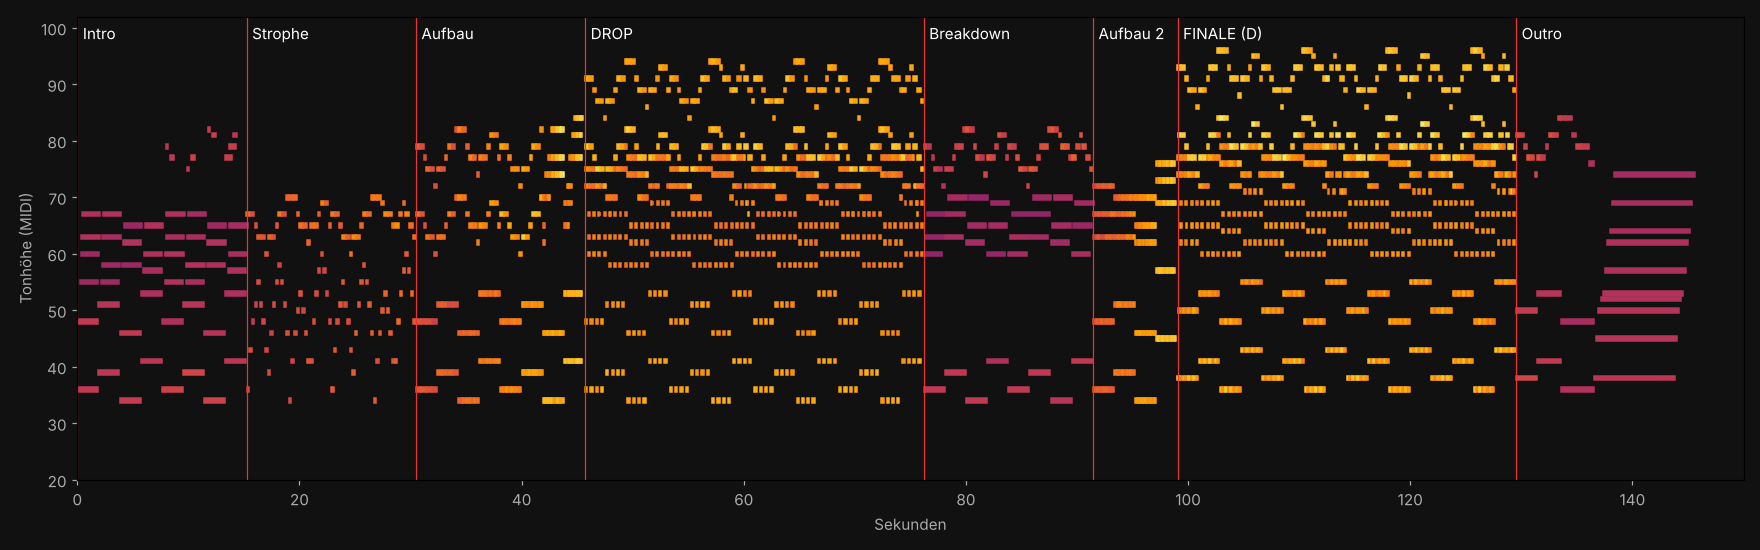 Intro Strophe Aufbau DROP Breakdown Aufbau 2 FINALE (D) Outro
100
90
80
70
60
50
40
30
20
Tonhöhe (MIDI)
0 20 40 60 80 100 120 140
Sekunden